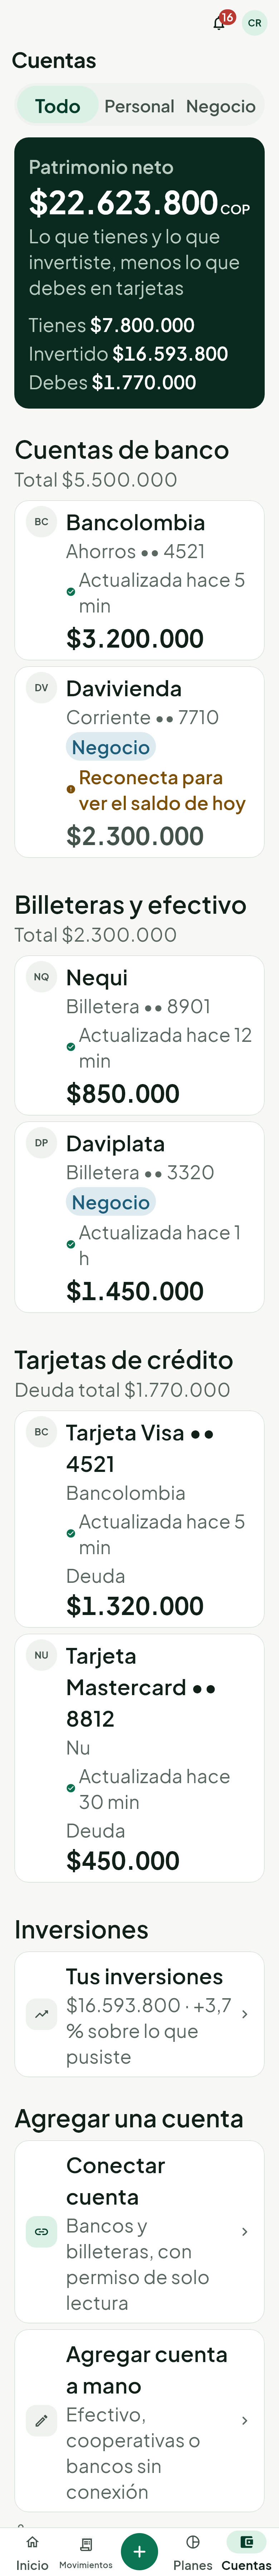 16
CR
Cuentas
Todo Personal Negocio
Patrimonio neto
$22.623.800 COP
Lo que tienes y lo que
invertiste, menos lo que
debes en tarjetas
Tienes $7.800.000
Invertido $16.593.800
Debes $1.770.000
Cuentas de banco
Total $5.500.000
BC
Bancolombia
Ahorros •• 4521
Actualizada hace 5
min
$3.200.000
DV
Davivienda
Corriente •• 7710
Negocio
Reconecta para
ver el saldo de hoy
$2.300.000
Billeteras y efectivo
Total $2.300.000
NQ
Nequi
Billetera •• 8901
Actualizada hace 12
min
$850.000
DP
Daviplata
Billetera •• 3320
Negocio
Actualizada hace 1
h
$1.450.000
Tarjetas de crédito
Deuda total $1.770.000
BC
Tarjeta Visa ••
4521
Bancolombia
Actualizada hace 5
min
Deuda
$1.320.000
NU
Tarjeta
Mastercard ••
8812
Nu
Actualizada hace
30 min
Deuda
$450.000
Inversiones
Tus inversiones
$16.593.800 · +3,7
% sobre lo que
pusiste
Agregar una cuenta
Conectar
cuenta
Bancos y
billeteras, con
permiso de solo
lectura
Agregar cuenta
a mano
Efectivo,
cooperativas o
bancos sin
conexión
Inicio Movimientos Planes Cuentas